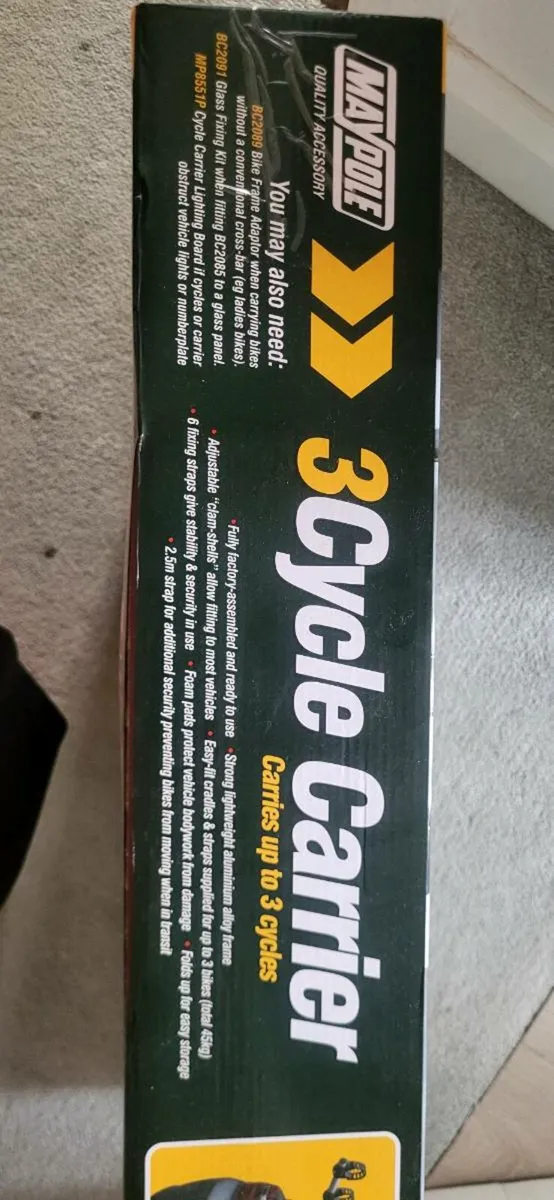 MAYPOLE
QUALITY ACCESSORY
You may also need:
BC2089 Bike Frame Adaptor when carrying bikes
without a conventional cross-bar (eg ladies bikes).
BC2091 Glass Fixing Kit when fitting BC2085 to a glass panel.
MP8551P Cycle Carrier Lighting Board if cycles or carrier
obstruct vehicle lights or numberplate
3Cycle Carrier
Carries up to 3 cycles
• Fully factory-assembled and ready to use • Strong lightweight aluminium alloy frame
• Adjustable "clam-shells" allow fitting to most vehicles • Easy-fit cradles & straps supplied for up to 3 bikes (total 45kg)
• 6 fixing straps give stability & security in use • Foam pads protect vehicle bodywork from damage • Folds up for easy storage
• 2.5m strap for additional security preventing bikes from moving when in transit